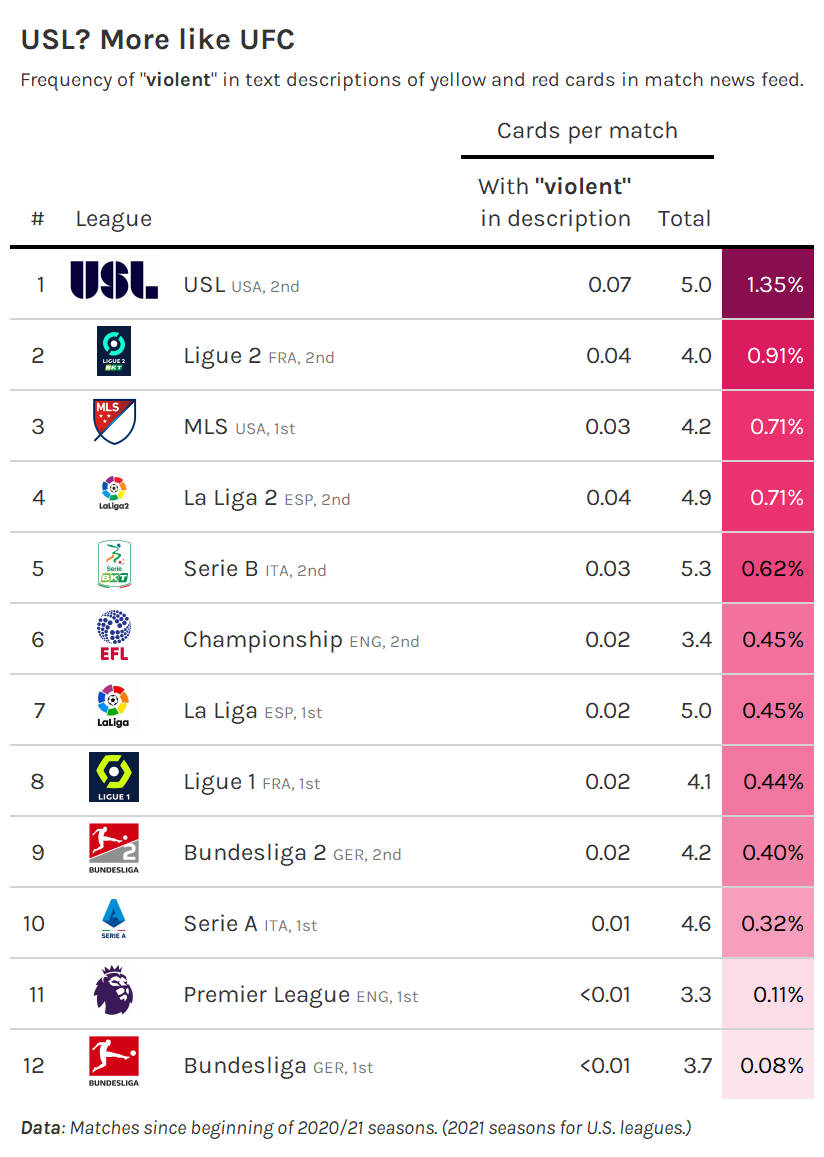 USL? More like UFC
Frequency of "violent" in text descriptions of yellow and red cards in match news feed.
Cards per match
With "violent"
in description
Total
# League
1 USL USL USA, 2nd 0.07 5.0 1.35%
2 LIGUE 2 BKT Ligue 2 FRA, 2nd 0.04 4.0 0.91%
3 MLS MLS USA, 1st 0.03 4.2 0.71%
4 LaLiga2 La Liga 2 ESP, 2nd 0.04 4.9 0.71%
5 Serie BKT Serie B ITA, 2nd 0.03 5.3 0.62%
6 EFL Championship ENG, 2nd 0.02 3.4 0.45%
7 LaLiga La Liga ESP, 1st 0.02 5.0 0.45%
8 LIGUE 1 Ligue 1 FRA, 1st 0.02 4.1 0.44%
9 2 BUNDESLIGA Bundesliga 2 GER, 2nd 0.02 4.2 0.40%
10 SERIE A Serie A ITA, 1st 0.01 4.6 0.32%
11 Premier League ENG, 1st <0.01 3.3 0.11%
12 BUNDESLIGA Bundesliga GER, 1st <0.01 3.7 0.08%
Data: Matches since beginning of 2020/21 seasons. (2021 seasons for U.S. leagues.)